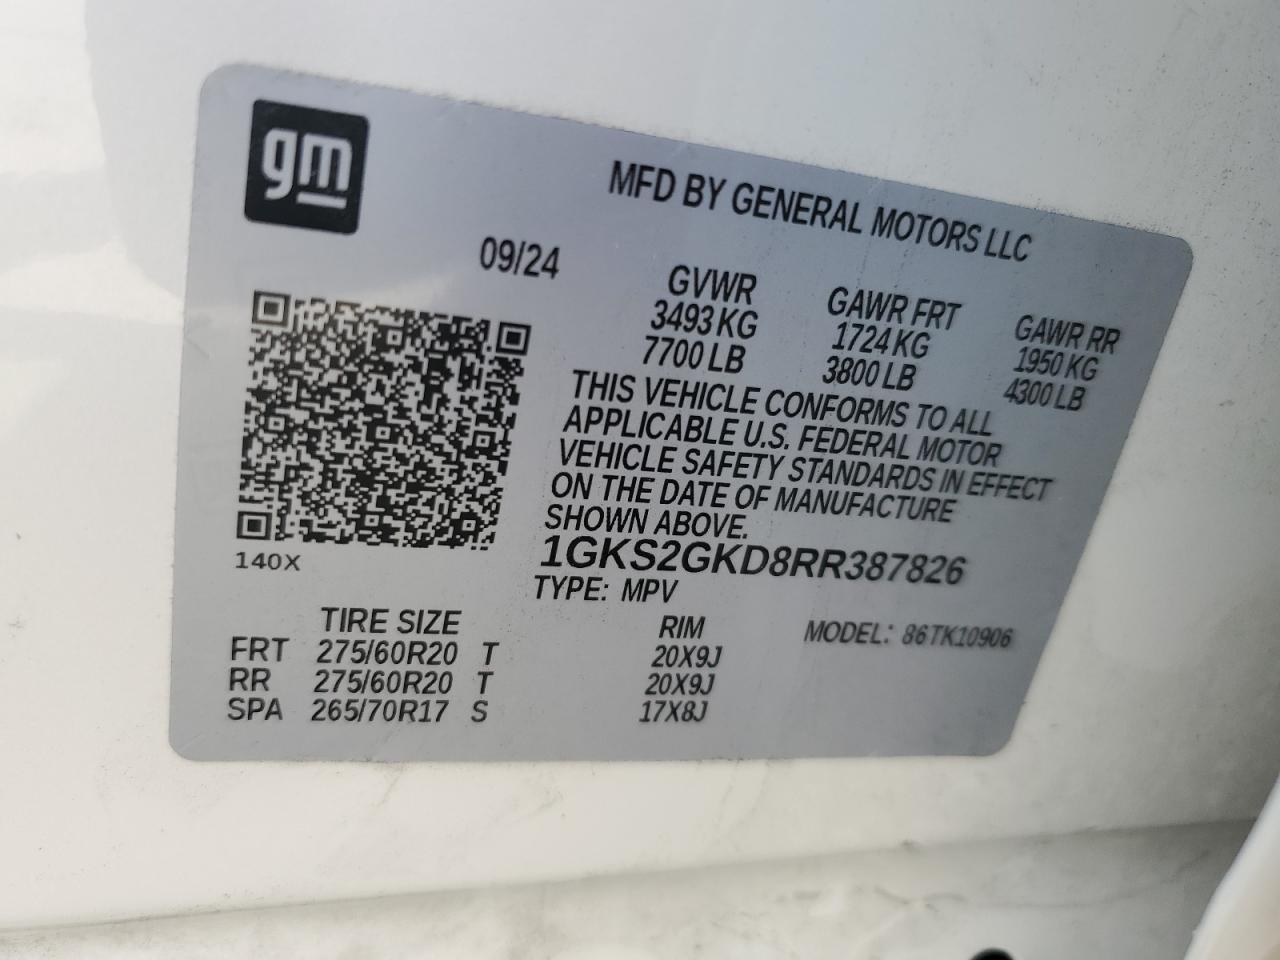 gm
MFD BY GENERAL MOTORS LLC
09/24
GVWR GAWR FRT GAWR RR
3493 KG 1724 KG 1950 KG
7700 LB 3800 LB 4300 LB
THIS VEHICLE CONFORMS TO ALL
APPLICABLE U.S. FEDERAL MOTOR
VEHICLE SAFETY STANDARDS IN EFFECT
ON THE DATE OF MANUFACTURE
SHOWN ABOVE.
1GKS2GKD8RR387826
140X
TYPE: MPV
TIRE SIZE RIM MODEL: 86TK10906
FRT 275/60R20 T 20X9J
RR 275/60R20 T 20X9J
SPA 265/70R17 S 17X8J